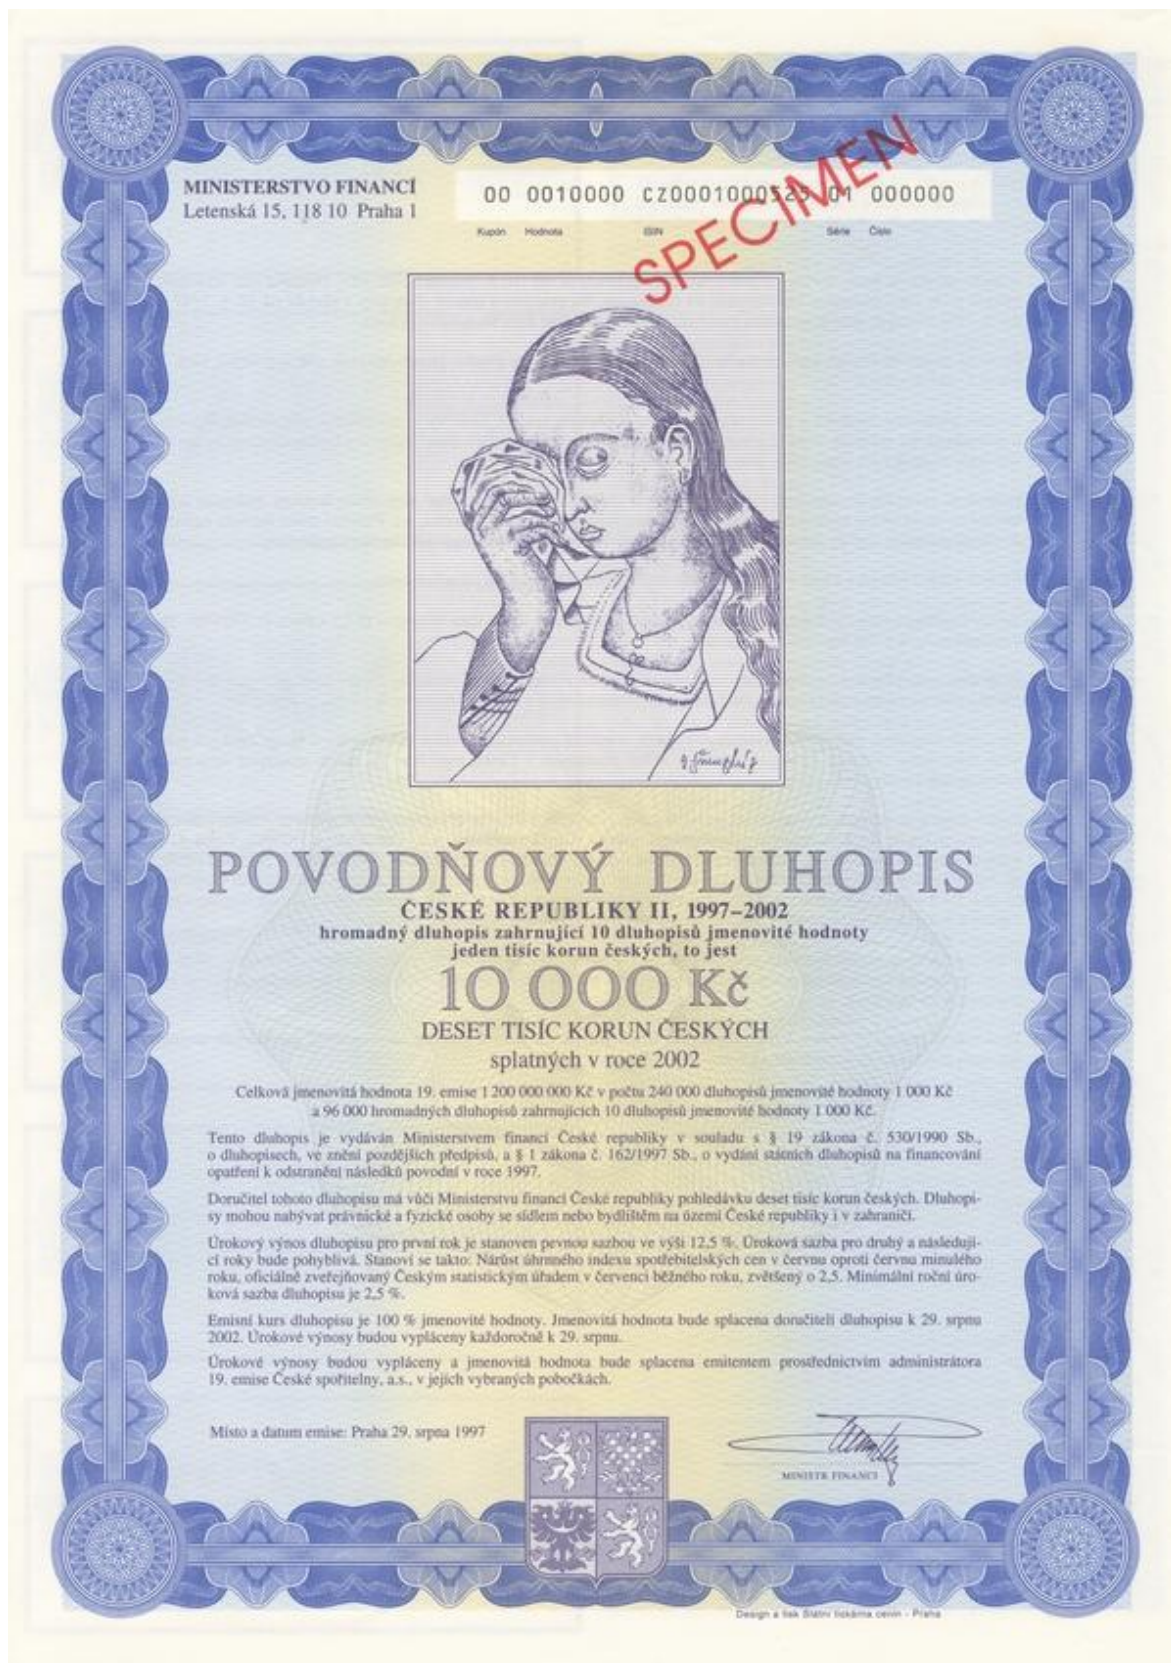 MINISTERSTVO FINANCÍ
Letenská 15, 118 10 Praha 1
00 0010000 CZ0001000525 01 000000
Kupón Hodnota ISIN Série Číslo
SPECIMEN
POVODŇOVÝ DLUHOPIS
ČESKÉ REPUBLIKY II, 1997–2002
hromadný dluhopis zahrnující 10 dluhopisů jmenovité hodnoty
jeden tisíc korun českých, to jest
10 000 Kč
DESET TISÍC KORUN ČESKÝCH
splatných v roce 2002
Celková jmenovitá hodnota 19. emise 1 200 000 000 Kč v počtu 240 000 dluhopisů jmenovité hodnoty 1 000 Kč
a 96 000 hromadných dluhopisů zahrnujících 10 dluhopisů jmenovité hodnoty 1 000 Kč.
Tento dluhopis je vydáván Ministerstvem financí České republiky v souladu s § 19 zákona č. 530/1990 Sb.,
o dluhopisech, ve znění pozdějších předpisů, a § 1 zákona č. 162/1997 Sb., o vydání státních dluhopisů na financování
opatření k odstranění následků povodní v roce 1997.
Doručitel tohoto dluhopisu má vůči Ministerstvu financí České republiky pohledávku deset tisíc korun českých. Dluhopi-
sy mohou nabývat právnické a fyzické osoby se sídlem nebo bydlištěm na území České republiky i v zahraničí.
Úrokový výnos dluhopisu pro první rok je stanoven pevnou sazbou ve výši 12,5 %. Úroková sazba pro druhý a následují-
cí roky bude pohyblivá. Stanoví se takto: Nárůst úhrnného indexu spotřebitelských cen v červnu oproti červnu minulého
roku, oficiálně zveřejňovaný Českým statistickým úřadem v červenci běžného roku, zvětšený o 2,5. Minimální roční úro-
ková sazba dluhopisu je 2,5 %.
Emisní kurs dluhopisu je 100 % jmenovité hodnoty. Jmenovitá hodnota bude splacena doručiteli dluhopisu k 29. srpnu
2002. Úrokové výnosy budou vypláceny každoročně k 29. srpnu.
Úrokové výnosy budou vypláceny a jmenovitá hodnota bude splacena emitentem prostřednictvím administrátora
19. emise České spořitelny, a.s., v jejích vybraných pobočkách.
Místo a datum emise: Praha 29. srpna 1997
MINISTR FINANCÍ
Design a tisk Státní tiskárna cenin - Praha